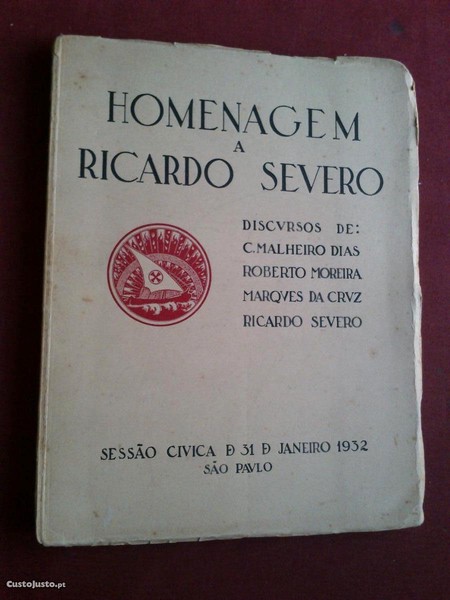 HOMENAGEM
A
RICARDO SEVERO
DISCVRSOS DE:
C. MALHEIRO DIAS
ROBERTO MOREIRA
MARQVES DA CRVZ
RICARDO SEVERO
SESSÃO CIVICA D 31 D JANEIRO 1932
SÃO PAVLO
CustoJusto.pt